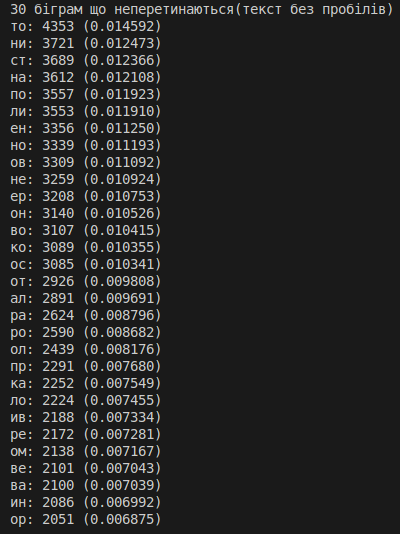 30 біграм що неперетинаються(текст без пробілів)
то: 4353 (0.014592)
ни: 3721 (0.012473)
ст: 3689 (0.012366)
на: 3612 (0.012108)
по: 3557 (0.011923)
ли: 3553 (0.011910)
ен: 3356 (0.011250)
но: 3339 (0.011193)
ов: 3309 (0.011092)
не: 3259 (0.010924)
ер: 3208 (0.010753)
он: 3140 (0.010526)
во: 3107 (0.010415)
ко: 3089 (0.010355)
ос: 3085 (0.010341)
от: 2926 (0.009808)
ал: 2891 (0.009691)
ра: 2624 (0.008796)
ро: 2590 (0.008682)
ол: 2439 (0.008176)
пр: 2291 (0.007680)
ка: 2252 (0.007549)
ло: 2224 (0.007455)
ив: 2188 (0.007334)
ре: 2172 (0.007281)
ом: 2138 (0.007167)
ве: 2101 (0.007043)
ва: 2100 (0.007039)
ин: 2086 (0.006992)
ор: 2051 (0.006875)